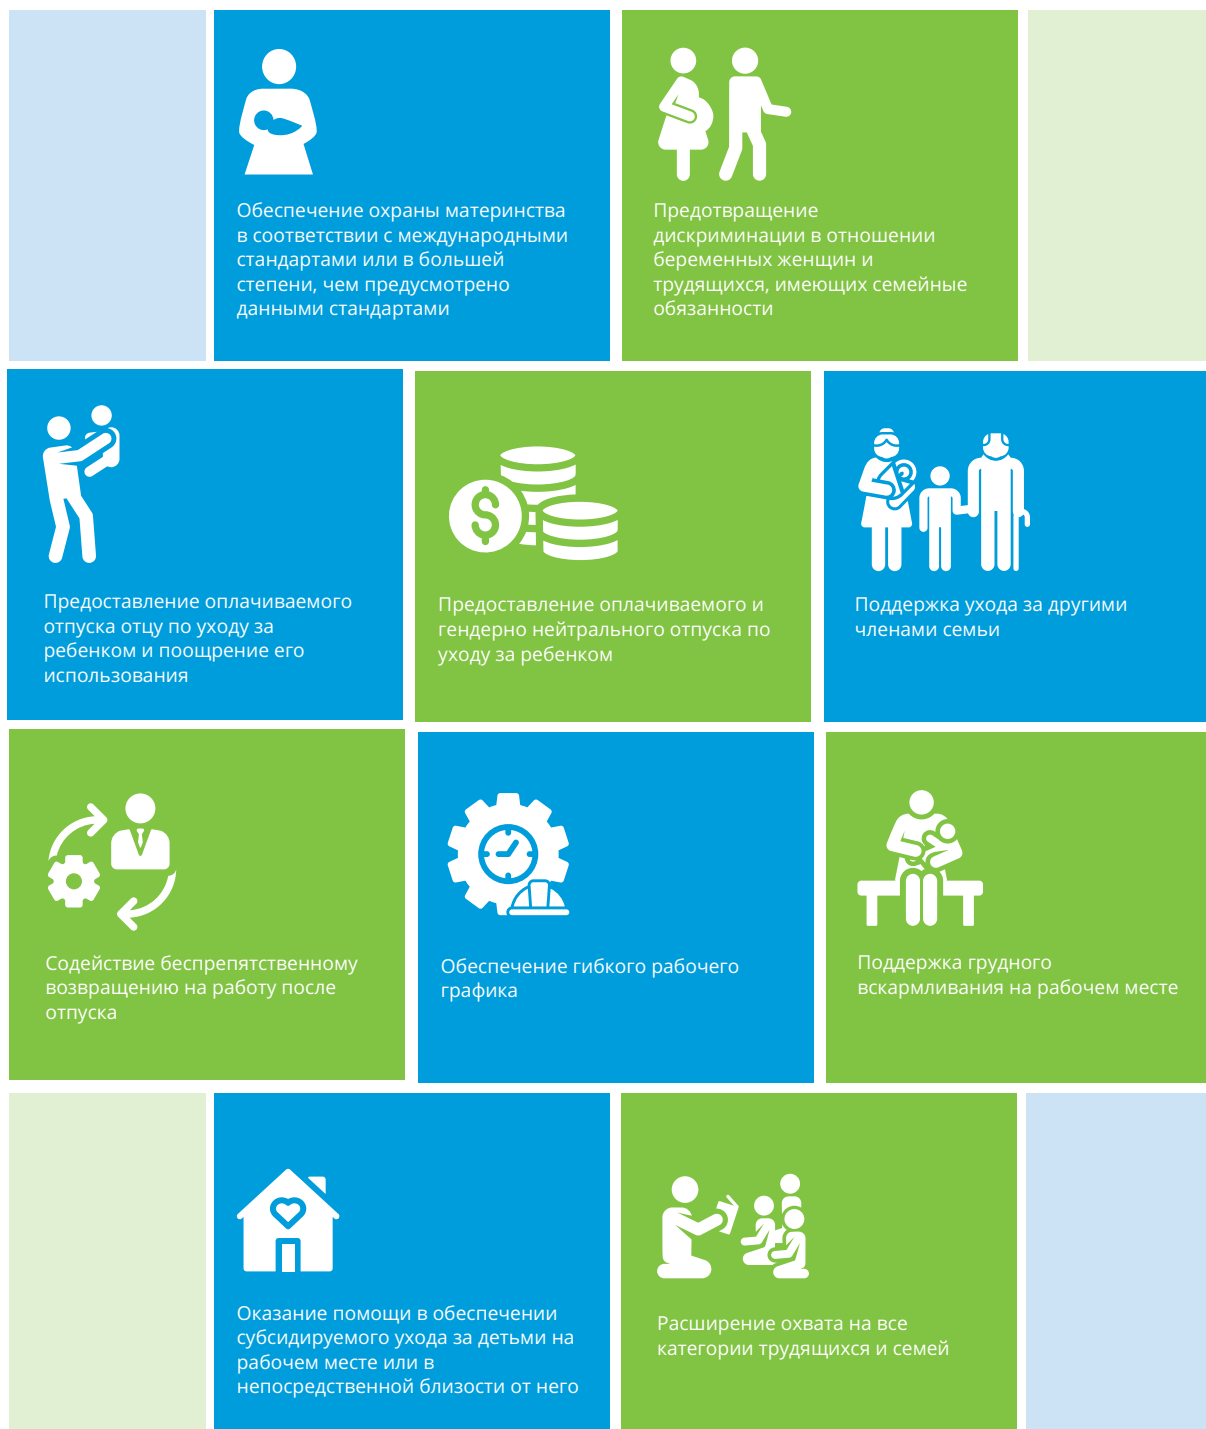 Обеспечение охраны материнства
в соответствии с международными
стандартами или в большей
степени, чем предусмотрено
данными стандартами
Предотвращение
дискриминации в отношении
беременных женщин и
трудящихся, имеющих семейные
обязанности
Предоставление оплачиваемого
отпуска отцу по уходу за
ребенком и поощрение его
использования
Предоставление оплачиваемого и
гендерно нейтрального отпуска по
уходу за ребенком
Поддержка ухода за другими
членами семьи
Содействие беспрепятственному
возвращению на работу после
отпуска
Обеспечение гибкого рабочего
графика
Поддержка грудного
вскармливания на рабочем месте
Оказание помощи в обеспечении
субсидируемого ухода за детьми на
рабочем месте или в
непосредственной близости от него
Расширение охвата на все
категории трудящихся и семей